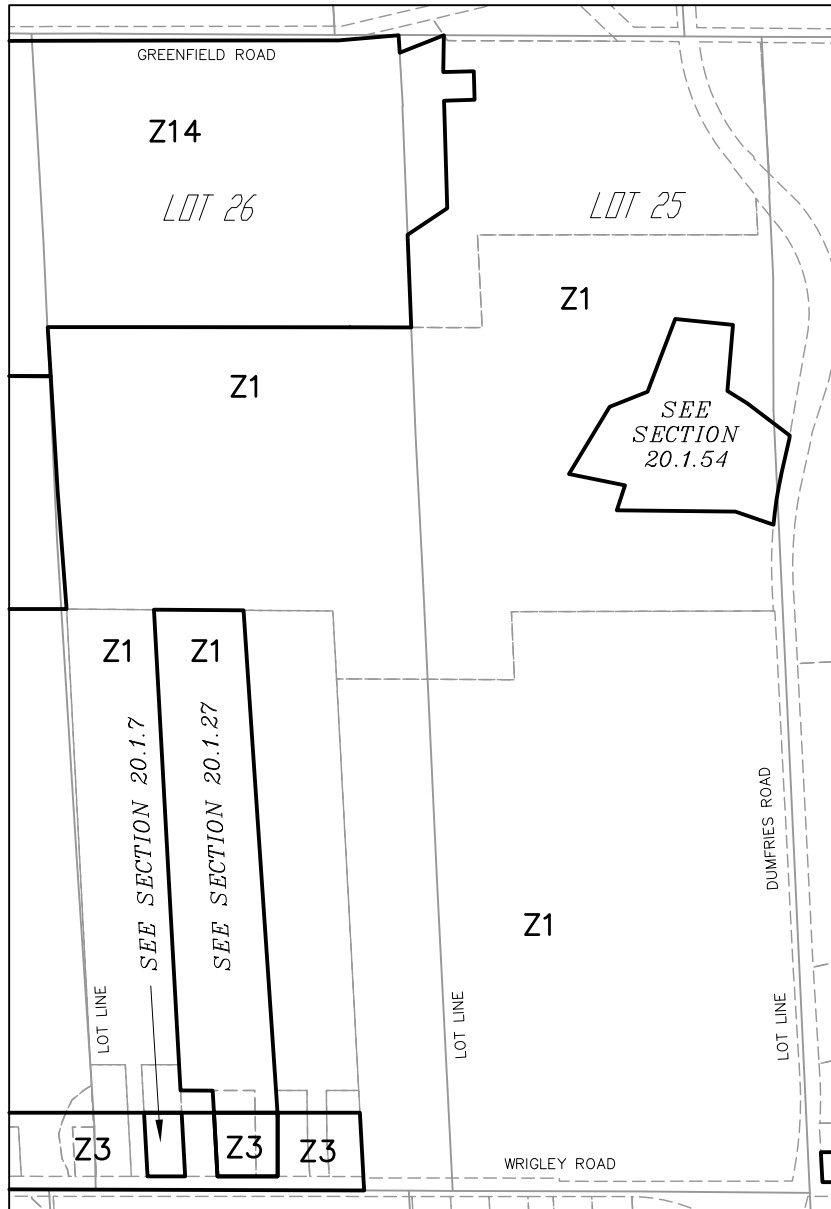 GREENFIELD ROAD
Z14
LOT 26
LOT 25
Z1
Z1
SEE
SECTION
20.1.54
Z1
Z1
SEE SECTION 20.1.7
SEE SECTION 20.1.27
DUMFRIES ROAD
Z1
LOT LINE
LOT LINE
LOT LINE
Z3
Z3
Z3
WRIGLEY ROAD